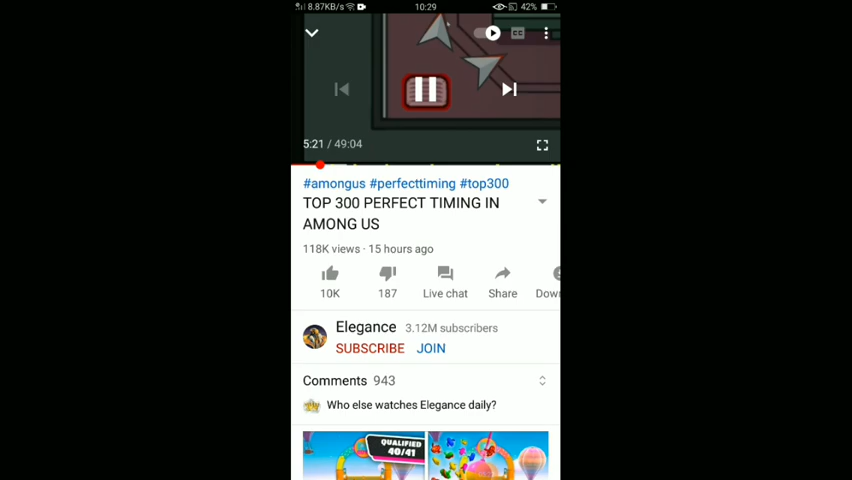 8.87KB/s 10:29 42%
CC
5:21 / 49:04
#amongus #perfecttiming #top300
TOP 300 PERFECT TIMING IN
AMONG US
118K views · 15 hours ago
10K 187 Live chat Share Down
Elegance 3.12M subscribers
SUBSCRIBE JOIN
Comments 943
Who else watches Elegance daily?
QUALIFIED
40/41